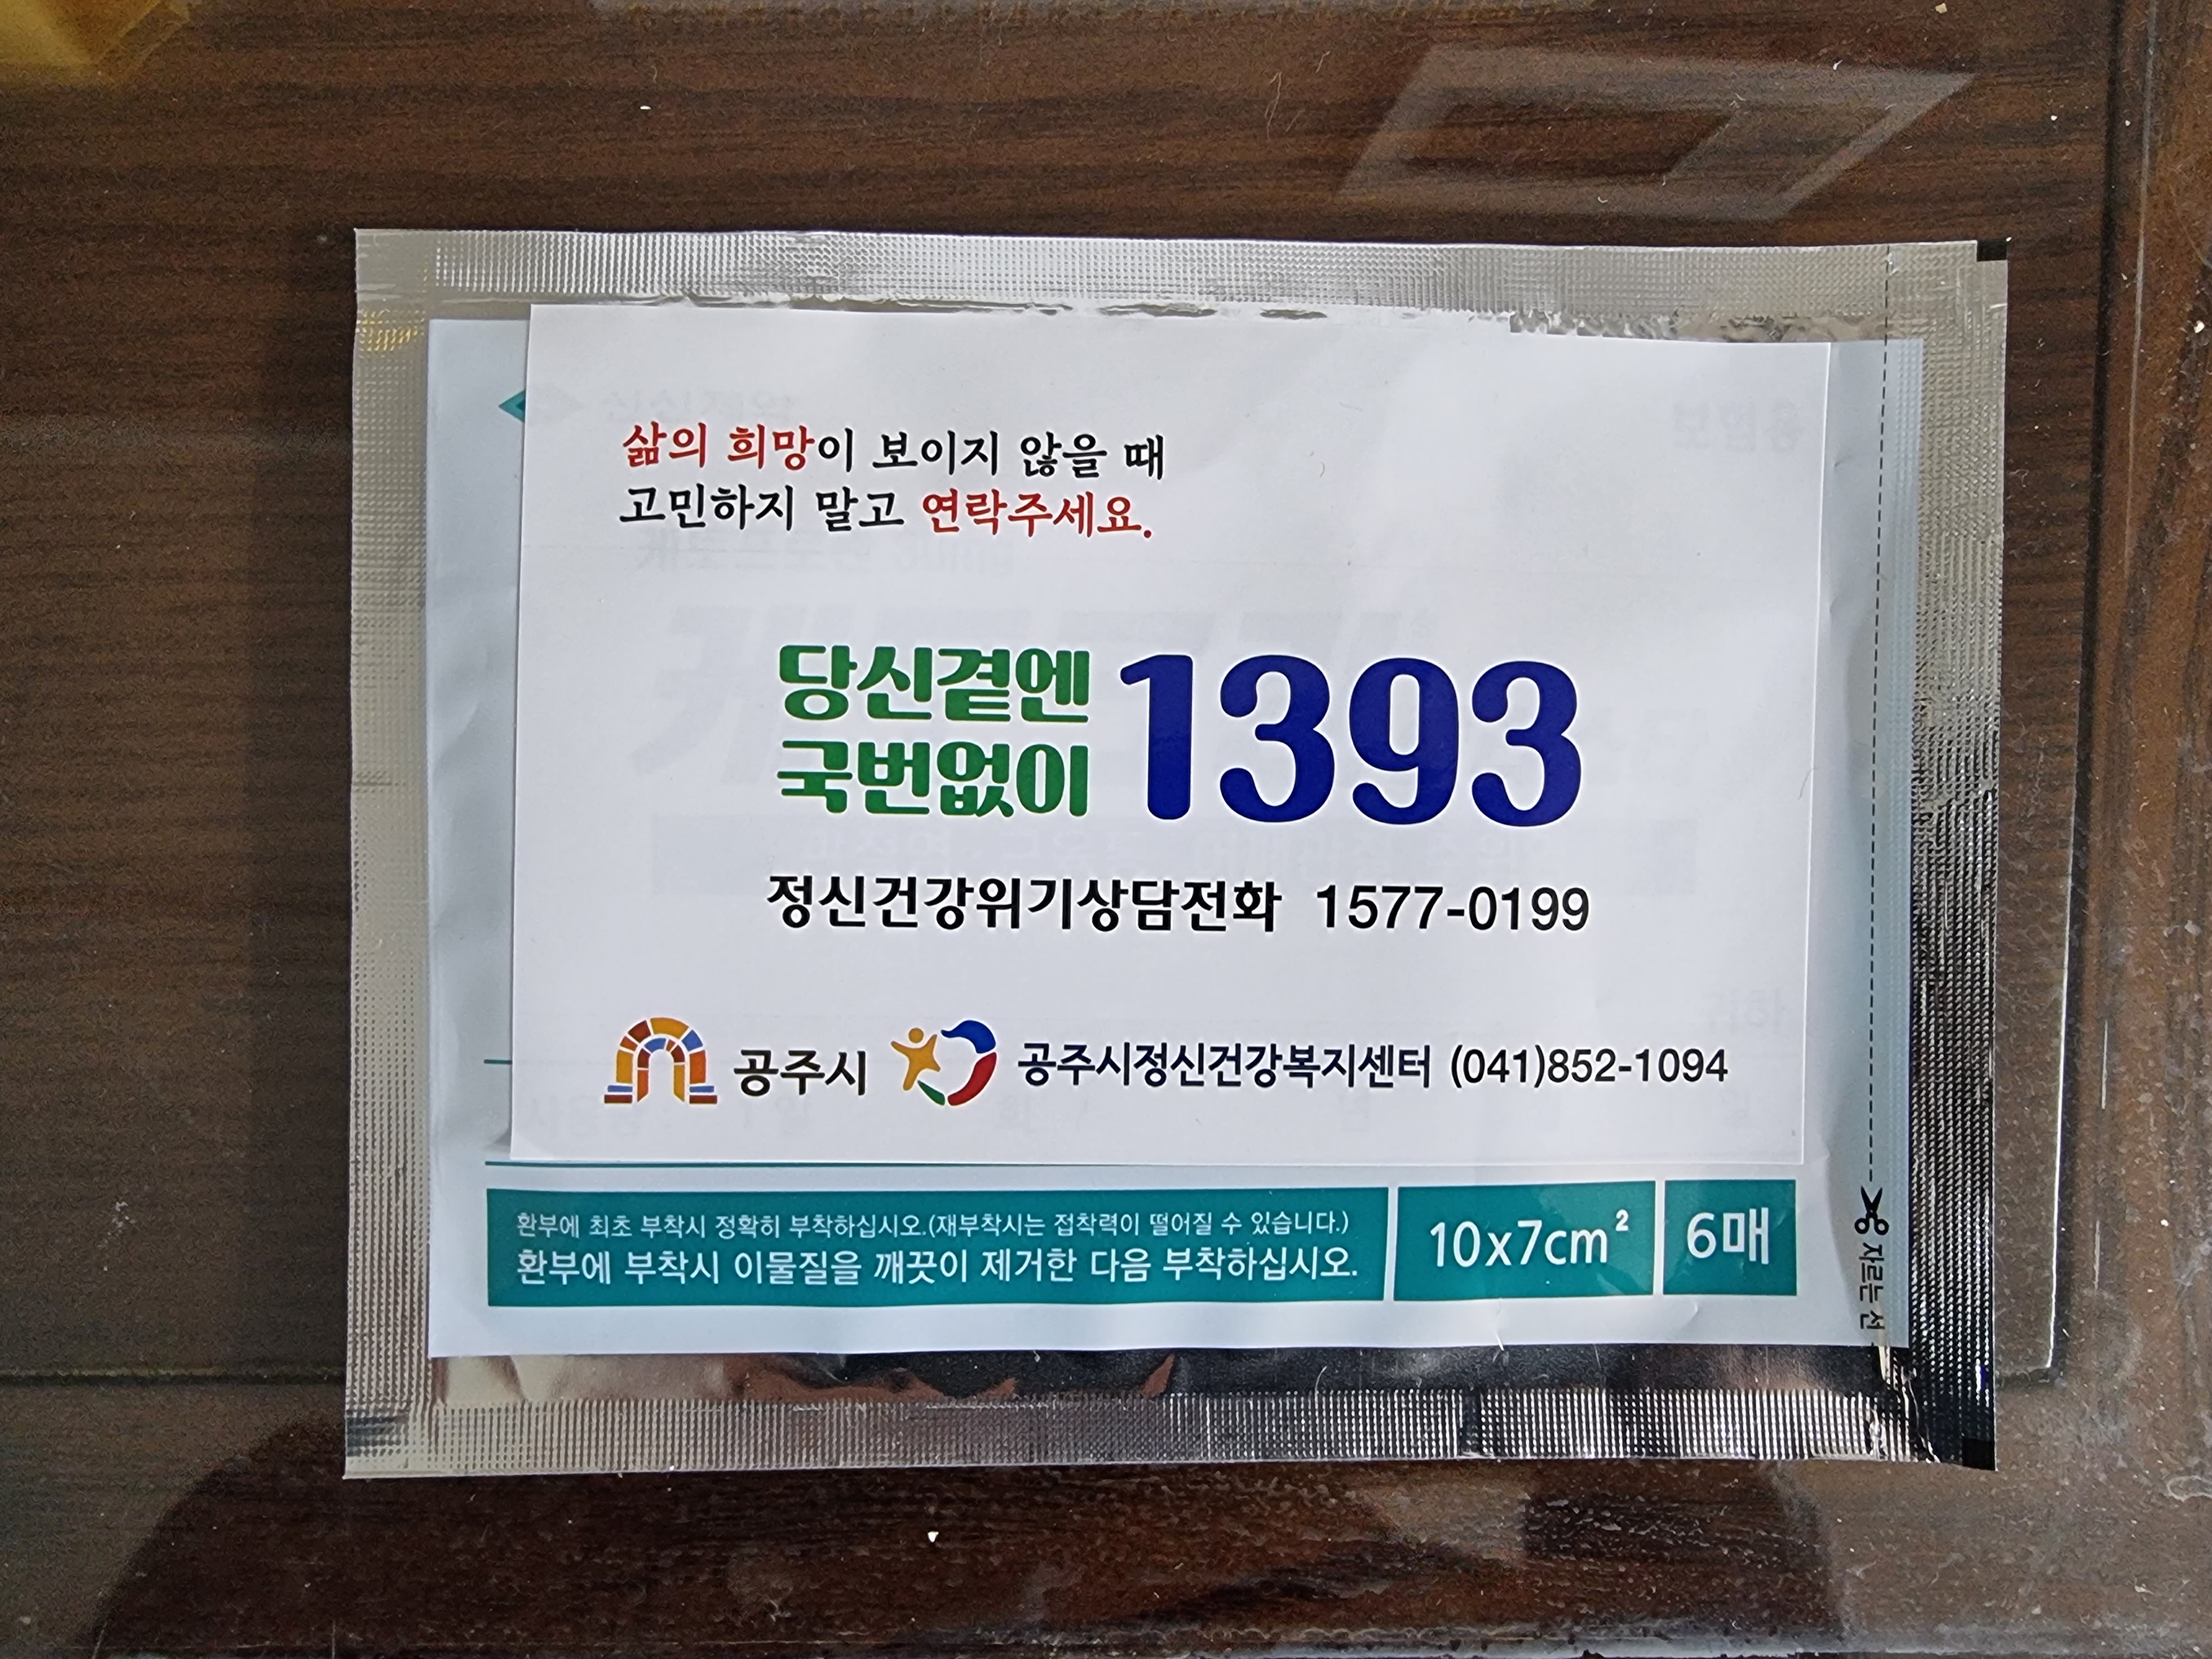 삶의 희망이 보이지 않을 때
고민하지 말고 연락주세요.
당신곁엔
국번없이
1393
정신건강위기상담전화 1577-0199
공주시
공주시정신건강복지센터 (041)852-1094
환부에 최초 부착시 정확히 부착하십시오.(재부착시는 접착력이 떨어질 수 있습니다.)
환부에 부착시 이물질을 깨끗이 제거한 다음 부착하십시오.
10x7cm²
6매
자르는 선